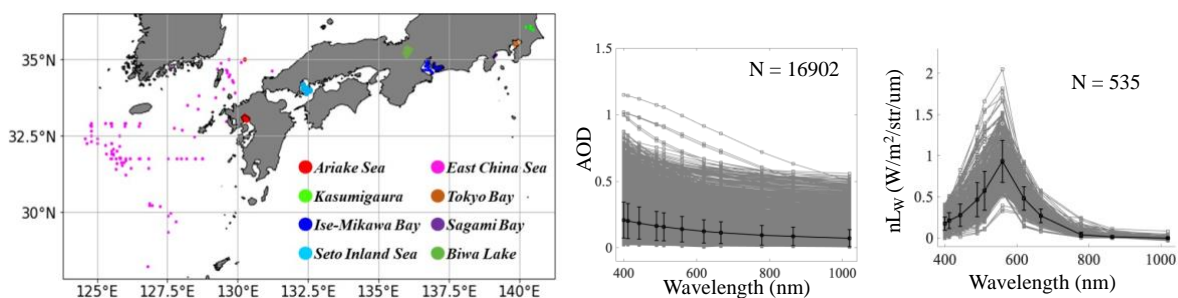 35°N
32.5°N
30°N
125°E 127.5°E 130°E 132.5°E 135°E 137.5°E 140°E
Ariake Sea
Kasumigaura
Ise-Mikawa Bay
Seto Inland Sea
East China Sea
Tokyo Bay
Sagami Bay
Biwa Lake
AOD
1.5
1
0.5
0
N = 16902
400 600 800 1000
Wavelength (nm)
nLW (W/m²/str/um)
2
1.5
1
0.5
0
N = 535
400 600 800 1000
Wavelength (nm)